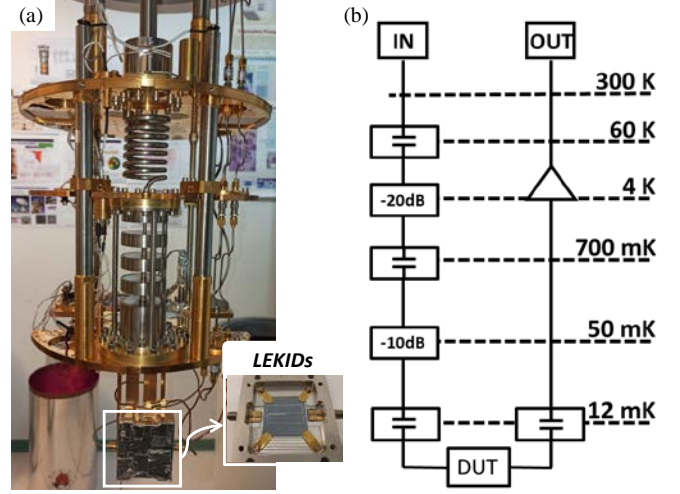 (a)
LEKIDs
(b)
IN
OUT
300 K
60 K
-20dB
4 K
700 mK
-10dB
50 mK
12 mK
DUT